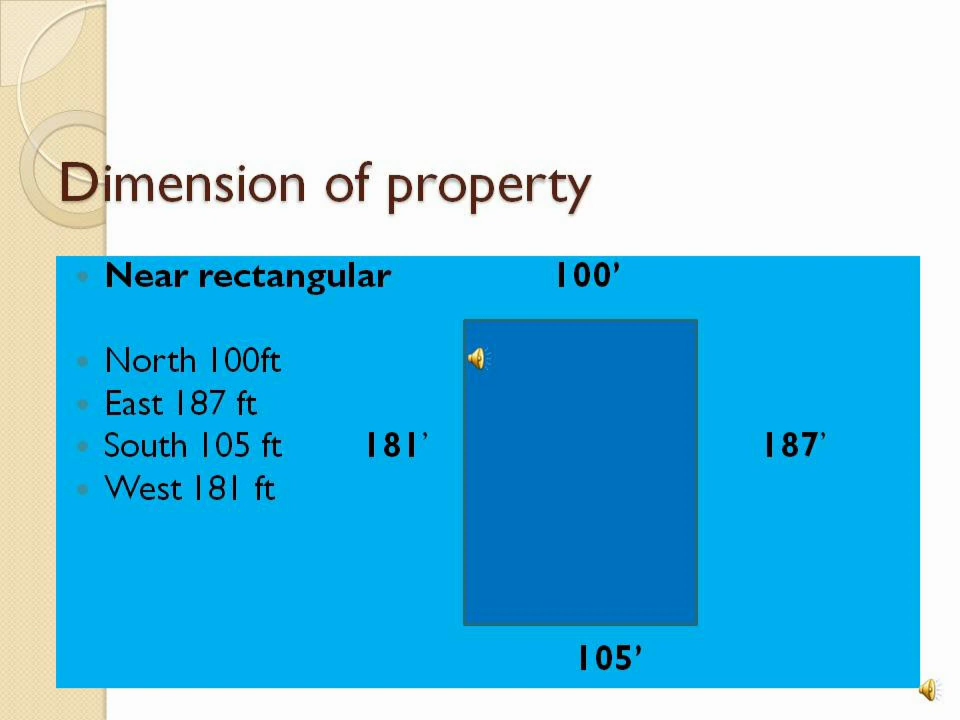 Dimension of property
Near rectangular 100’
North 100ft
East 187 ft
South 105 ft 181’ 187’
West 181 ft
105’